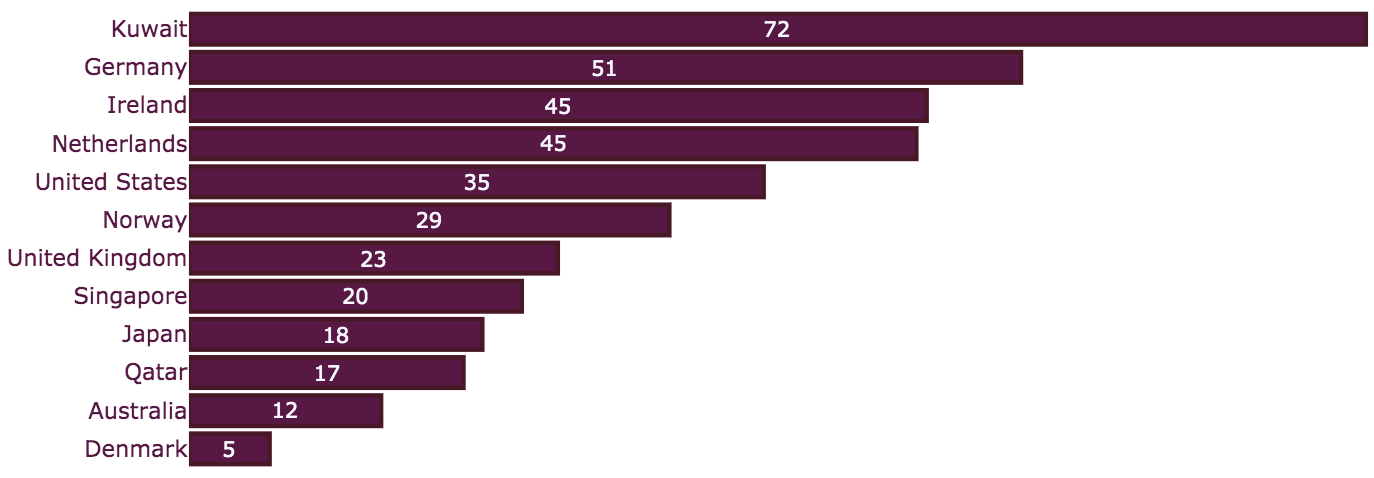 Kuwait 72
Germany 51
Ireland 45
Netherlands 45
United States 35
Norway 29
United Kingdom 23
Singapore 20
Japan 18
Qatar 17
Australia 12
Denmark 5